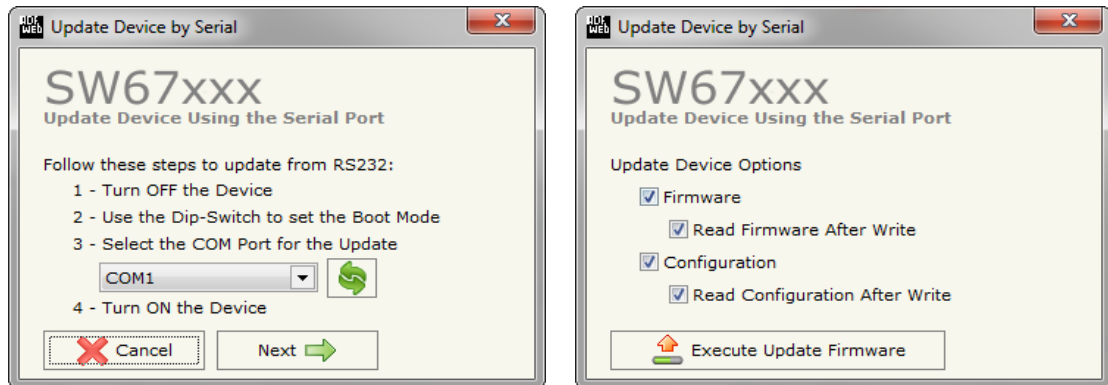 ADF
WEB
Update Device by Serial
SW67xxx
Update Device Using the Serial Port
Follow these steps to update from RS232:
1 - Turn OFF the Device
2 - Use the Dip-Switch to set the Boot Mode
3 - Select the COM Port for the Update
COM1
4 - Turn ON the Device
Cancel
Next
ADF
WEB
Update Device by Serial
SW67xxx
Update Device Using the Serial Port
Update Device Options
Firmware
Read Firmware After Write
Configuration
Read Configuration After Write
Execute Update Firmware